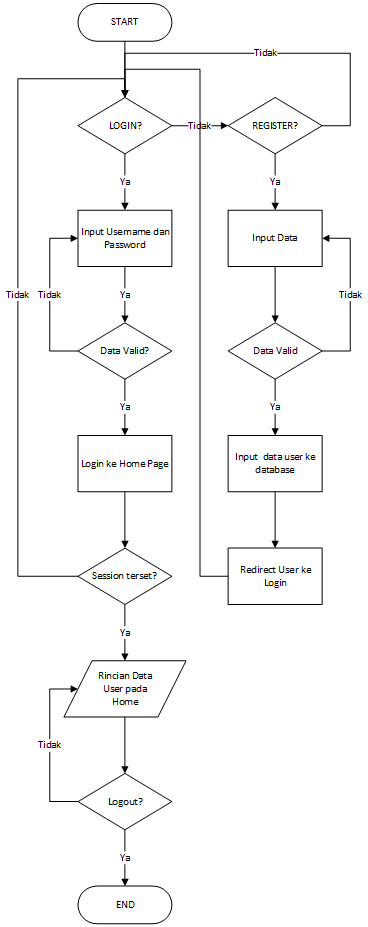 START
Tidak
LOGIN?
Tidak
REGISTER?
Ya
Ya
Input Username dan
Password
Input Data
Tidak
Tidak
Ya
Tidak
Data Valid?
Data Valid
Ya
Ya
Login ke Home Page
Input data user ke
database
Session terset?
Redirect User ke
Login
Ya
Rincian Data
User pada
Home
Tidak
Logout?
Ya
END